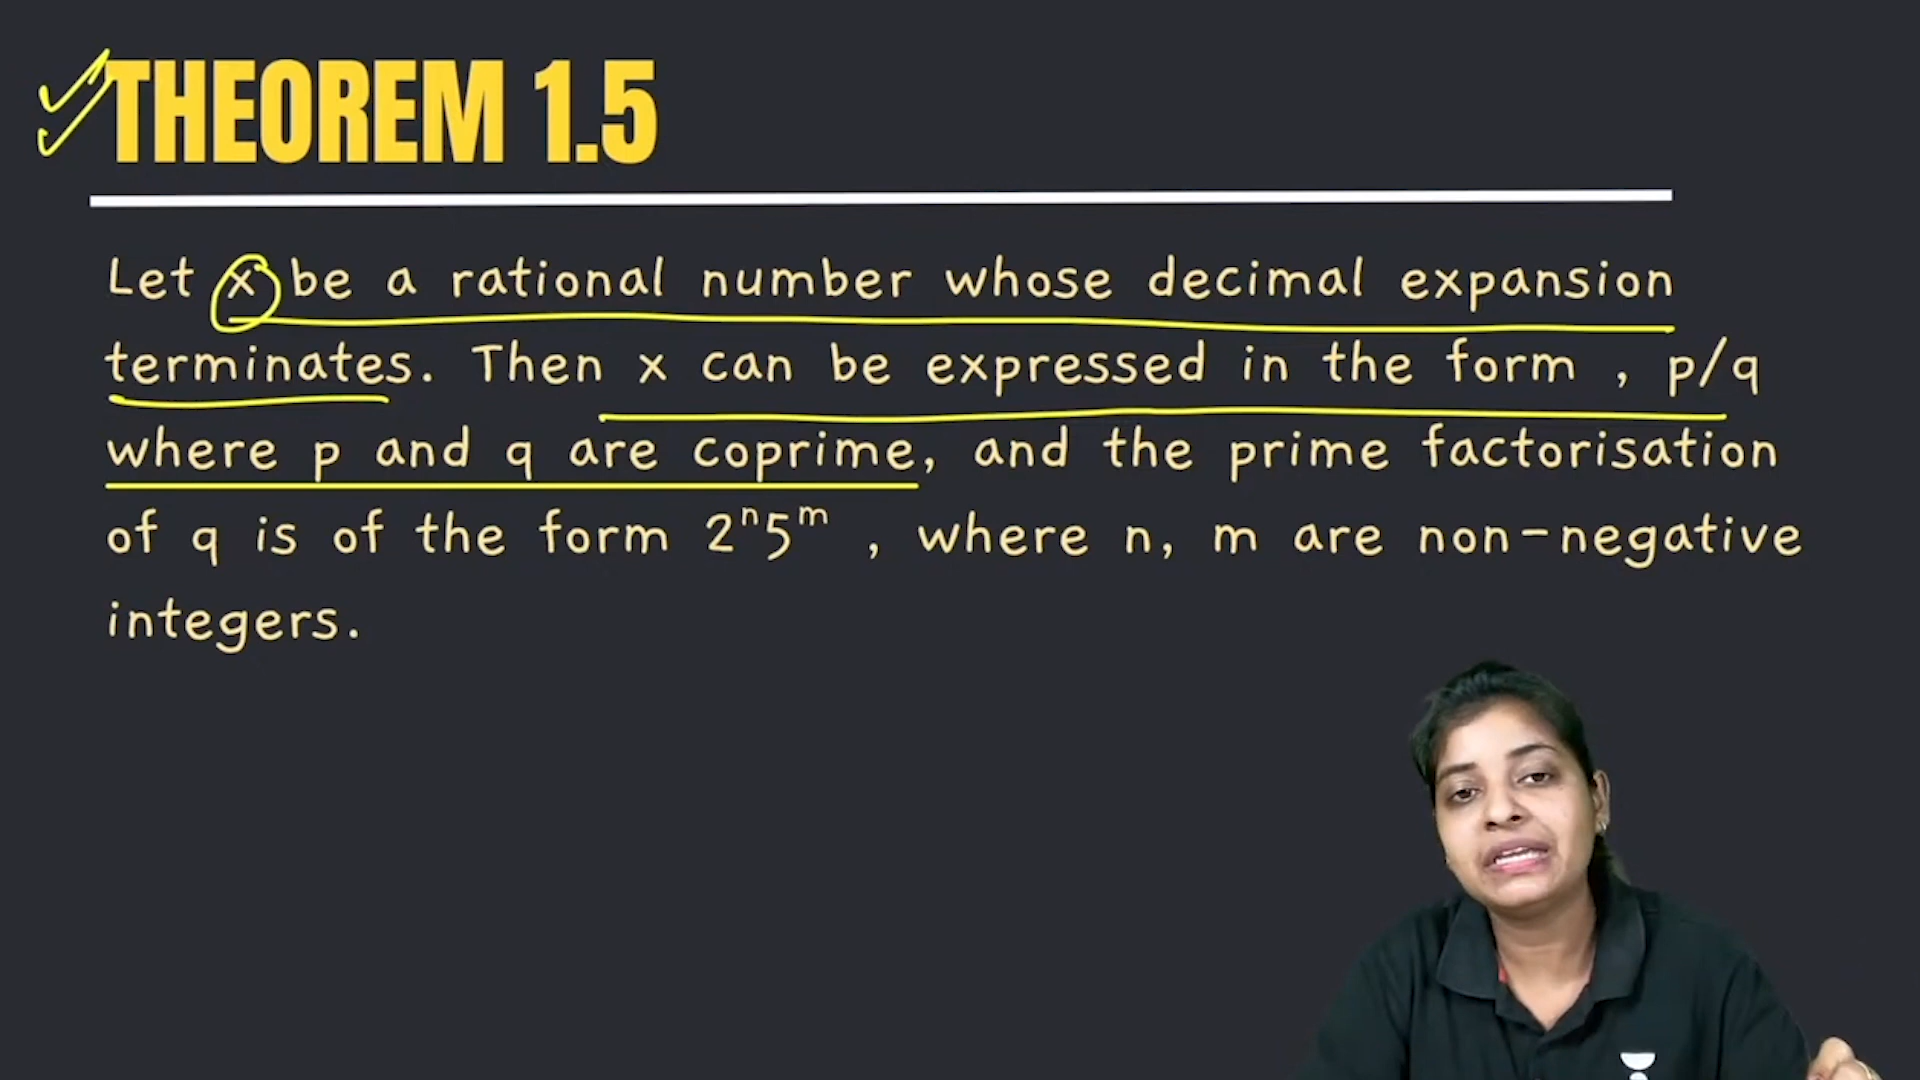 THEOREM 1.5
Let x be a rational number whose decimal expansion
terminates. Then x can be expressed in the form , p/q
where p and q are coprime, and the prime factorisation
of q is of the form 2ⁿ5ᵐ , where n, m are non-negative
integers.